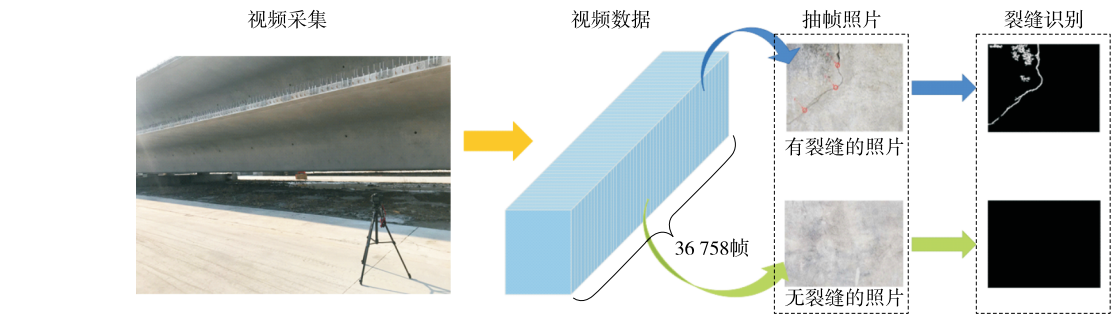 视频采集
视频数据
抽帧照片
裂缝识别
有裂缝的照片
36 758帧
无裂缝的照片